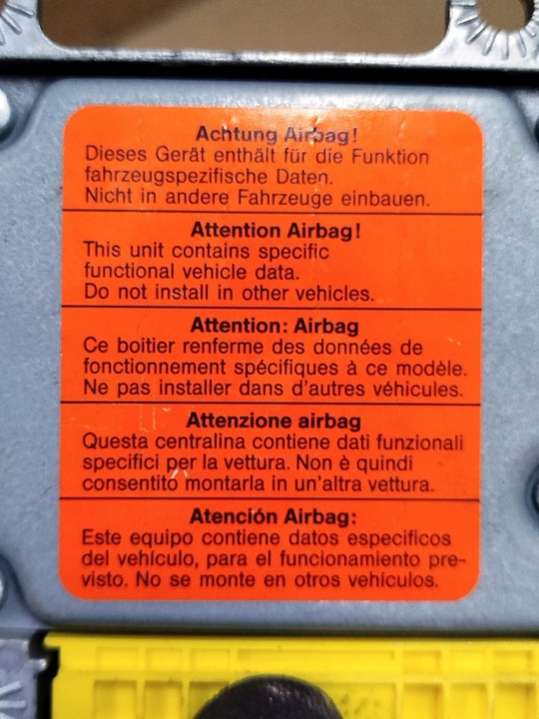 Achtung Airbag!
Dieses Gerät enthält für die Funktion
fahrzeugspezifische Daten.
Nicht in andere Fahrzeuge einbauen.
Attention Airbag!
This unit contains specific
functional vehicle data.
Do not install in other vehicles.
Attention: Airbag
Ce boitier renferme des données de
fonctionnement spécifiques à ce modèle.
Ne pas installer dans d'autres véhicules.
Attenzione airbag
Questa centralina contiene dati funzionali
specifici per la vettura. Non è quindi
consentito montarla in un'altra vettura.
Atención Airbag:
Este equipo contiene datos especificos
del vehículo, para el funcionamiento pre-
visto. No se monte en otros vehículos.